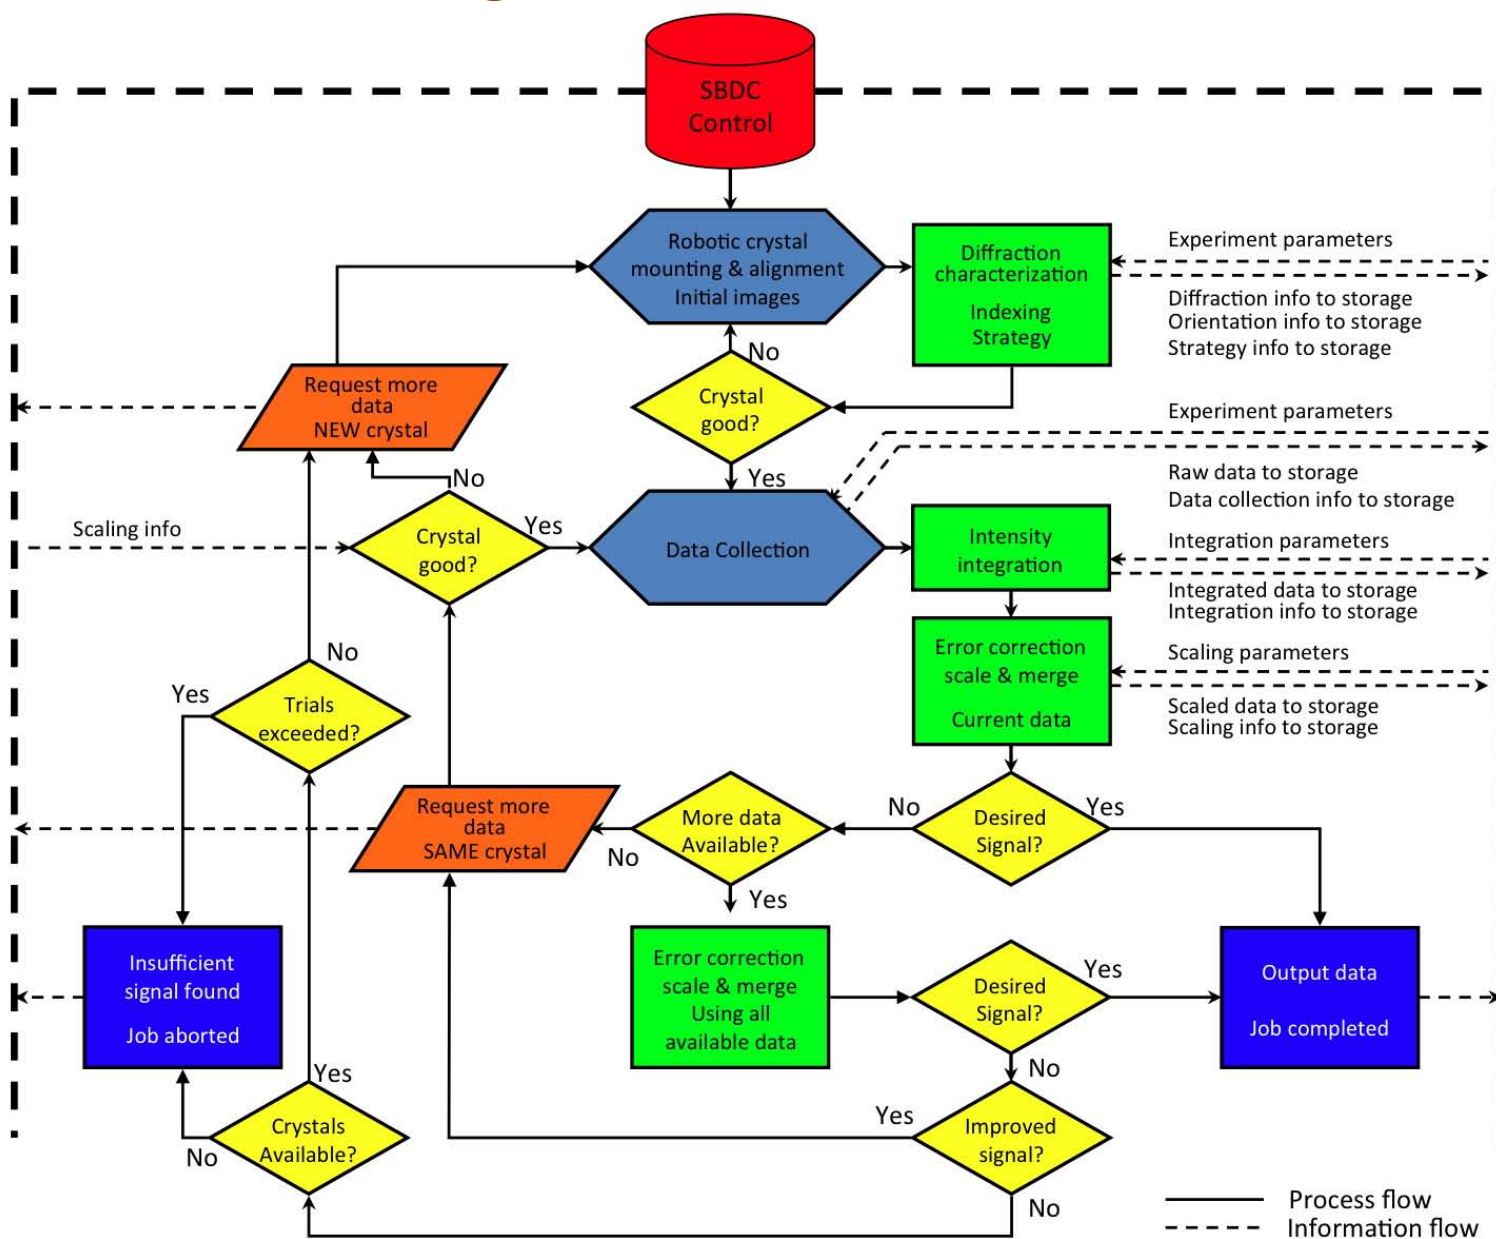 SBDC
Control
Robotic crystal
mounting & alignment
Initial images
Diffraction
characterization
Indexing
Strategy
Experiment parameters
Diffraction info to storage
Orientation info to storage
Strategy info to storage
No
Crystal
good?
Yes
Request more
data
NEW crystal
Experiment parameters
Raw data to storage
Data collection info to storage
No
Scaling info
Crystal
good?
Yes
Data Collection
Intensity
integration
Integration parameters
Integrated data to storage
Integration info to storage
Error correction
scale & merge
Current data
Scaling parameters
Scaled data to storage
Scaling info to storage
No
Yes
Trials
exceeded?
Request more
data
SAME crystal
No
More data
Available?
Yes
No
Desired
Signal?
Yes
Insufficient
signal found
Job aborted
Error correction
scale & merge
Using all
available data
Desired
Signal?
Yes
No
Output data
Job completed
Yes
Crystals
Available?
No
Yes
Improved
signal?
No
Process flow
Information flow